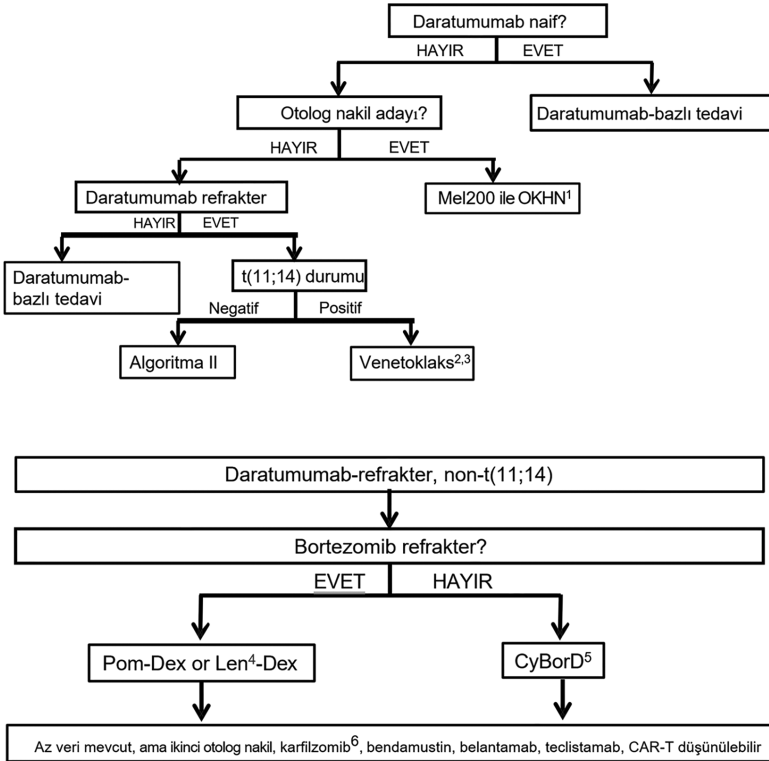 Daratumumab naif?
HAYIR EVET
Otolog nakil adayı?
Daratumumab-bazlı tedavi
HAYIR EVET
Daratumumab refrakter
Mel200 ile OKHN1
HAYIR EVET
Daratumumab-
bazlı tedavi
t(11;14) durumu
Negatif Positif
Algoritma II
Venetoklaks2,3
Daratumumab-refrakter, non-t(11;14)
Bortezomib refrakter?
EVET HAYIR
Pom-Dex or Len4-Dex
CyBorD5
Az veri mevcut, ama ikinci otolog nakil, karfilzomib6, bendamustin, belantamab, teclistamab, CAR-T düşünülebilir